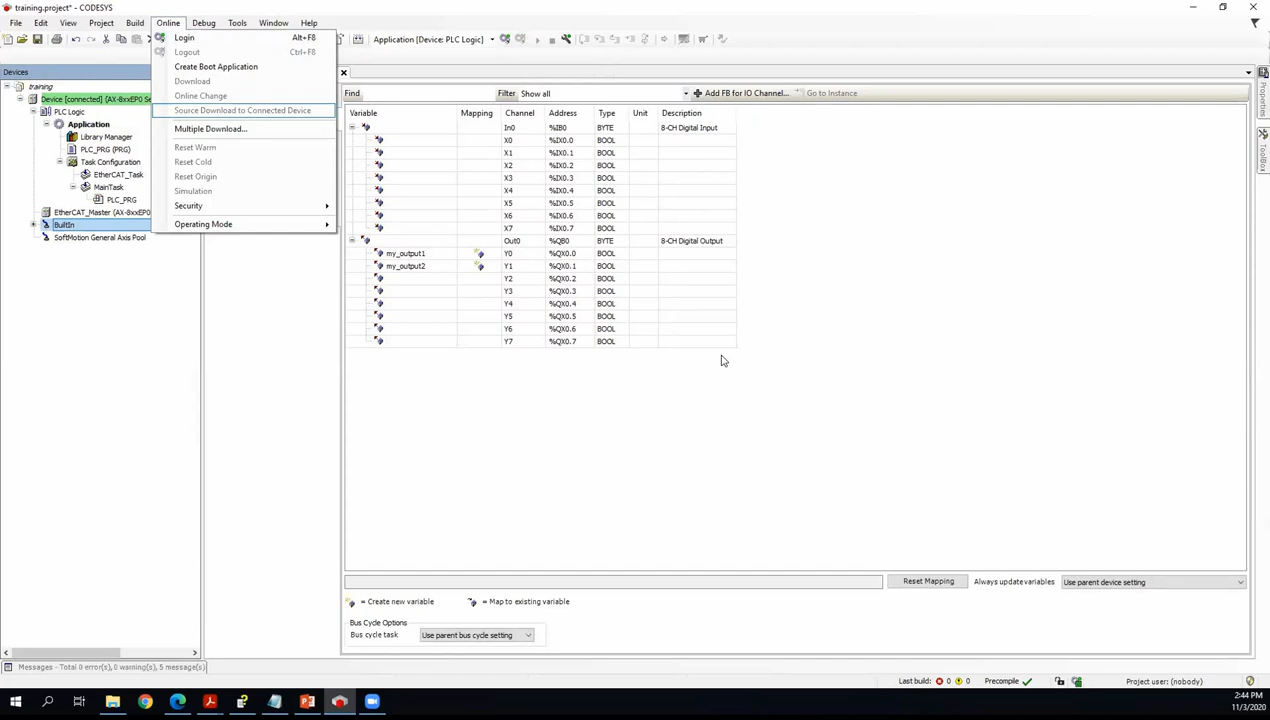 training.project* - CODESYS
File Edit View Project Build Online Debug Tools Window Help
Application [Device: PLC Logic]
Login Alt+F8
Logout Ctrl+F8
Create Boot Application
Download
Online Change
Source Download to Connected Device
Multiple Download...
Reset Warm
Reset Cold
Reset Origin
Simulation
Security
Operating Mode
Devices
training
Device [connected] (AX-8xxEP0 Se
PLC Logic
Application
Library Manager
PLC_PRG (PRG)
Task Configuration
EtherCAT_Task
MainTask
PLC_PRG
EtherCAT_Master (AX-8xxEP0
BuiltIn
SoftMotion General Axis Pool
Find Filter Show all Add FB for IO Channel... Go to Instance
Variable Mapping Channel Address Type Unit Description
In0 %IB0 BYTE 8-CH Digital Input
X0 %IX0.0 BOOL
X1 %IX0.1 BOOL
X2 %IX0.2 BOOL
X3 %IX0.3 BOOL
X4 %IX0.4 BOOL
X5 %IX0.5 BOOL
X6 %IX0.6 BOOL
X7 %IX0.7 BOOL
Out0 %QB0 BYTE 8-CH Digital Output
my_output1 Y0 %QX0.0 BOOL
my_output2 Y1 %QX0.1 BOOL
Y2 %QX0.2 BOOL
Y3 %QX0.3 BOOL
Y4 %QX0.4 BOOL
Y5 %QX0.5 BOOL
Y6 %QX0.6 BOOL
Y7 %QX0.7 BOOL
Reset Mapping Always update variables Use parent device setting
= Create new variable = Map to existing variable
Bus Cycle Options
Bus cycle task Use parent bus cycle setting
Properties
ToolBox
Messages - Total 0 error(s), 0 warning(s), 5 message(s)
Last build: 0 0 Precompile Project user: (nobody)
2:44 PM
11/3/2020